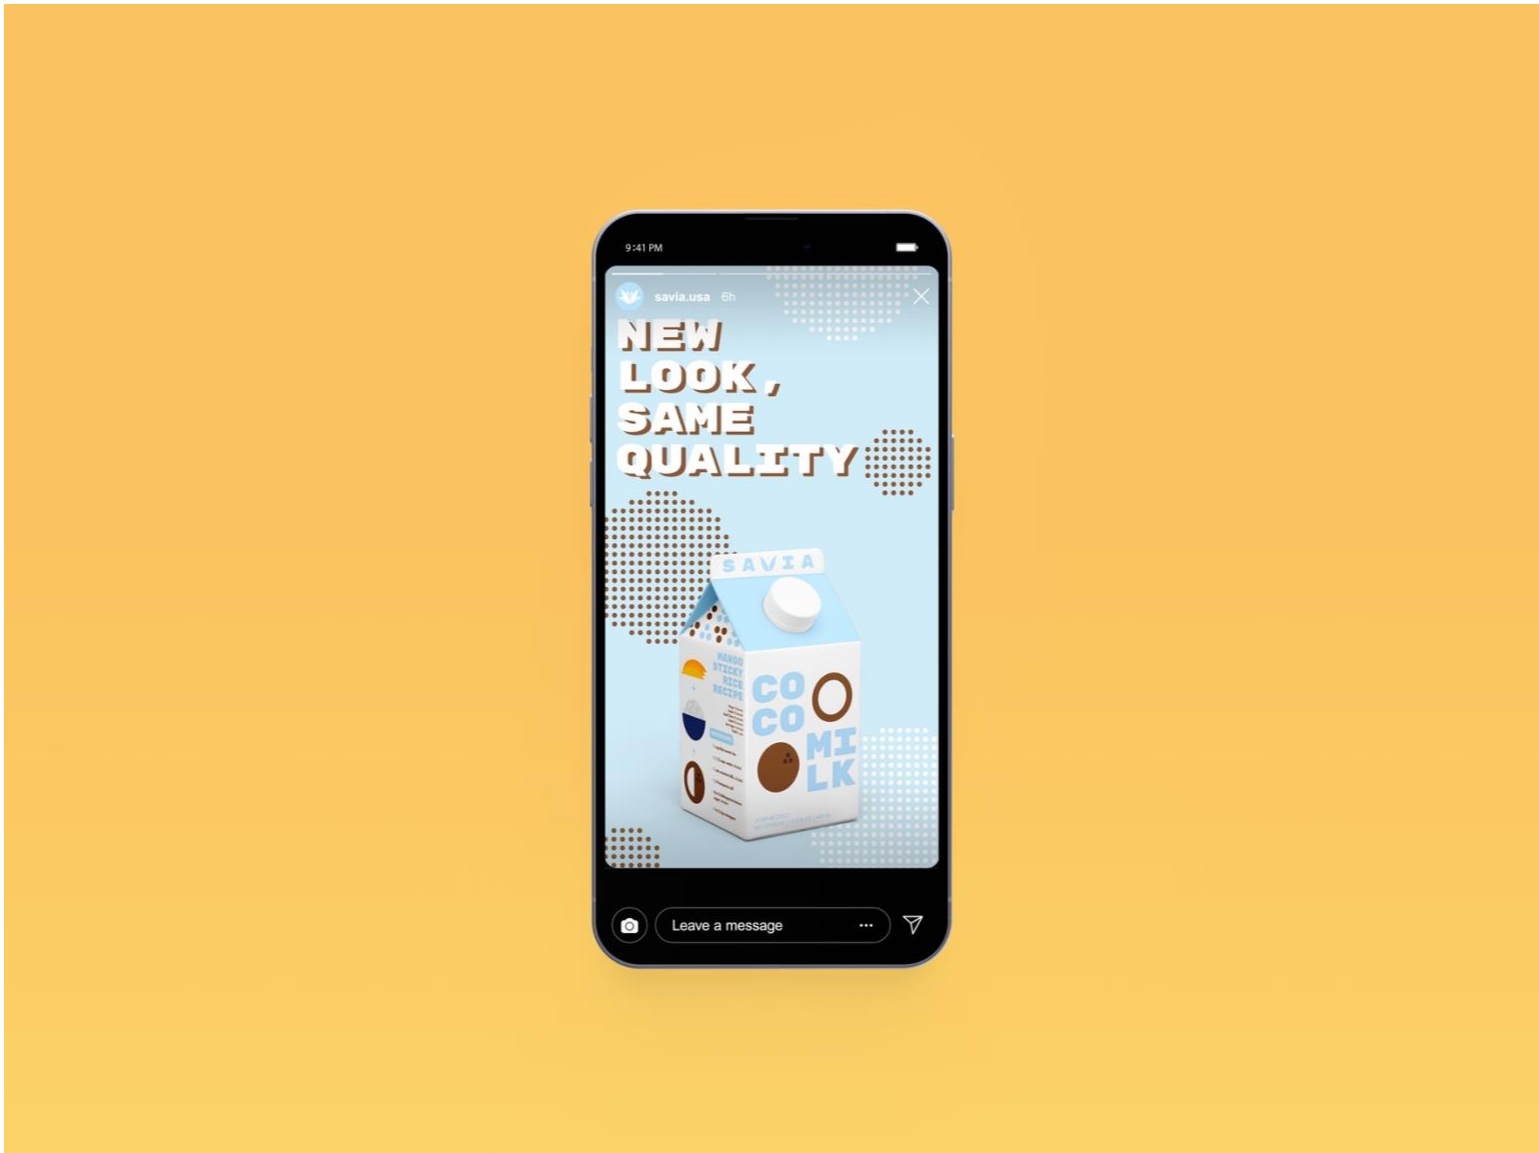 9:41 PM
savia.usa 6h
NEW
LOOK,
SAME
QUALITY
SAVIA
MANGO
STICKY
RICE
RECIPE
CO
CO
MI
LK
Leave a message